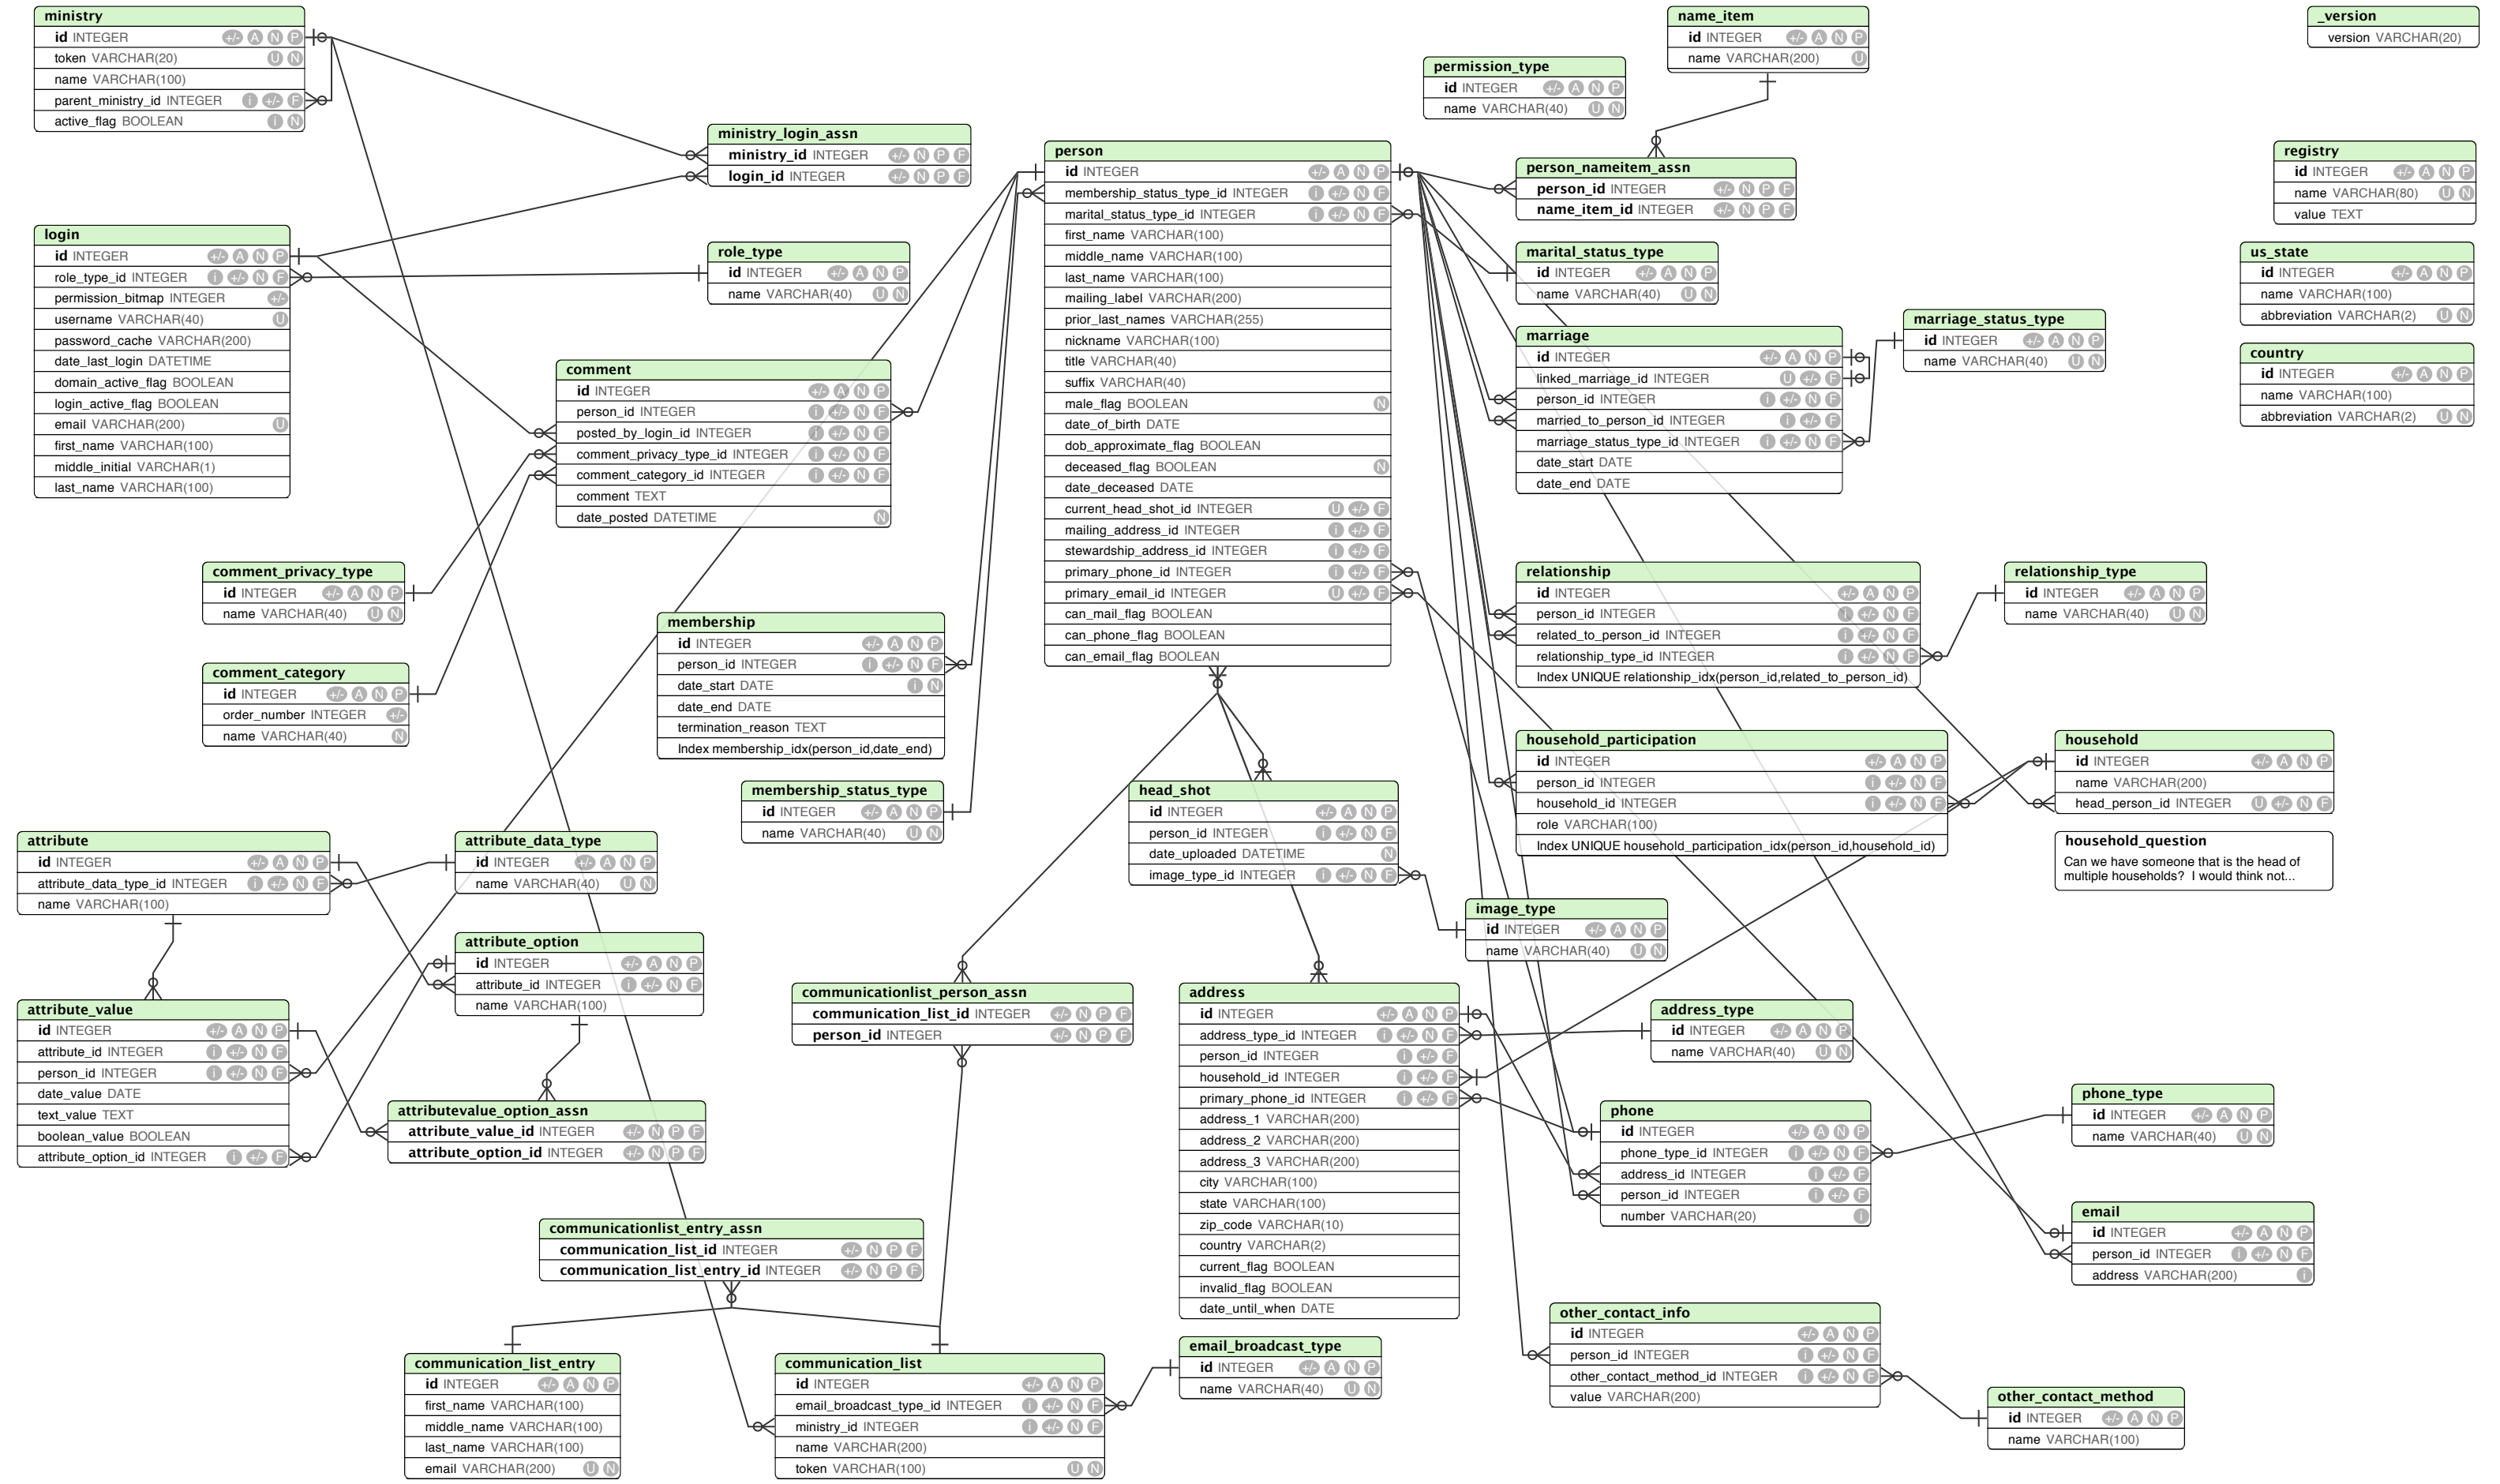 ministry
id INTEGER +/- A N P
token VARCHAR(20) U N
name VARCHAR(100)
parent_ministry_id INTEGER i +/- F
active_flag BOOLEAN i N
name_item
id INTEGER +/- A N P
name VARCHAR(200) U
_version
version VARCHAR(20)
permission_type
id INTEGER +/- A N P
name VARCHAR(40) U N
ministry_login_assn
ministry_id INTEGER +/- N P F
login_id INTEGER +/- N P F
person
id INTEGER +/- A N P
membership_status_type_id INTEGER i +/- N F
marital_status_type_id INTEGER i +/- N F
first_name VARCHAR(100)
middle_name VARCHAR(100)
last_name VARCHAR(100)
mailing_label VARCHAR(200)
prior_last_names VARCHAR(255)
nickname VARCHAR(100)
title VARCHAR(40)
suffix VARCHAR(40)
male_flag BOOLEAN N
date_of_birth DATE
dob_approximate_flag BOOLEAN
deceased_flag BOOLEAN N
date_deceased DATE
current_head_shot_id INTEGER U +/- F
mailing_address_id INTEGER i +/- F
stewardship_address_id INTEGER i +/- F
primary_phone_id INTEGER i +/- F
primary_email_id INTEGER U +/- F
can_mail_flag BOOLEAN
can_phone_flag BOOLEAN
can_email_flag BOOLEAN
person_nameitem_assn
person_id INTEGER +/- N P F
name_item_id INTEGER +/- N P F
registry
id INTEGER +/- A N P
name VARCHAR(80) U N
value TEXT
login
id INTEGER +/- A N P
role_type_id INTEGER i +/- N F
permission_bitmap INTEGER +/-
username VARCHAR(40) U
password_cache VARCHAR(200)
date_last_login DATETIME
domain_active_flag BOOLEAN
login_active_flag BOOLEAN
email VARCHAR(200) U
first_name VARCHAR(100)
middle_initial VARCHAR(1)
last_name VARCHAR(100)
role_type
id INTEGER +/- A N P
name VARCHAR(40) U N
marital_status_type
id INTEGER +/- A N P
name VARCHAR(40) U N
us_state
id INTEGER +/- A N P
name VARCHAR(100)
abbreviation VARCHAR(2) U N
marriage
id INTEGER +/- A N P
linked_marriage_id INTEGER U +/- F
person_id INTEGER i +/- N F
married_to_person_id INTEGER i +/- F
marriage_status_type_id INTEGER i +/- N F
date_start DATE
date_end DATE
marriage_status_type
id INTEGER +/- A N P
name VARCHAR(40) U N
country
id INTEGER +/- A N P
name VARCHAR(100)
abbreviation VARCHAR(2) U N
comment
id INTEGER +/- A N P
person_id INTEGER i +/- N F
posted_by_login_id INTEGER i +/- N F
comment_privacy_type_id INTEGER i +/- N F
comment_category_id INTEGER i +/- N F
comment TEXT
date_posted DATETIME N
comment_privacy_type
id INTEGER +/- A N P
name VARCHAR(40) U N
relationship
id INTEGER +/- A N P
person_id INTEGER i +/- N F
related_to_person_id INTEGER i +/- N F
relationship_type_id INTEGER i +/- N F
Index UNIQUE relationship_idx(person_id,related_to_person_id)
relationship_type
id INTEGER +/- A N P
name VARCHAR(40) U N
membership
id INTEGER +/- A N P
person_id INTEGER i +/- N F
date_start DATE i N
date_end DATE
termination_reason TEXT
Index membership_idx(person_id,date_end)
comment_category
id INTEGER +/- A N P
order_number INTEGER +/-
name VARCHAR(40) N
household_participation
id INTEGER +/- A N P
person_id INTEGER i +/- N F
household_id INTEGER i +/- N F
role VARCHAR(100)
Index UNIQUE household_participation_idx(person_id,household_id)
household
id INTEGER +/- A N P
name VARCHAR(200)
head_person_id INTEGER U +/- N F
membership_status_type
id INTEGER +/- A N P
name VARCHAR(40) U N
head_shot
id INTEGER +/- A N P
person_id INTEGER i +/- N F
date_uploaded DATETIME N
image_type_id INTEGER i +/- N F
household_question
Can we have someone that is the head of
multiple households? I would think not...
attribute
id INTEGER +/- A N P
attribute_data_type_id INTEGER i +/- N F
name VARCHAR(100)
attribute_data_type
id INTEGER +/- A N P
name VARCHAR(40) U N
image_type
id INTEGER +/- A N P
name VARCHAR(40) U N
attribute_option
id INTEGER +/- A N P
attribute_id INTEGER i +/- N F
name VARCHAR(100)
communicationlist_person_assn
communication_list_id INTEGER +/- N P F
person_id INTEGER +/- N P F
address
id INTEGER +/- A N P
address_type_id INTEGER i +/- N F
person_id INTEGER i +/- F
household_id INTEGER i +/- F
primary_phone_id INTEGER i +/- F
address_1 VARCHAR(200)
address_2 VARCHAR(200)
address_3 VARCHAR(200)
city VARCHAR(100)
state VARCHAR(100)
zip_code VARCHAR(10)
country VARCHAR(2)
current_flag BOOLEAN
invalid_flag BOOLEAN
date_until_when DATE
attribute_value
id INTEGER +/- A N P
attribute_id INTEGER i +/- N F
person_id INTEGER i +/- N F
date_value DATE
text_value TEXT
boolean_value BOOLEAN
attribute_option_id INTEGER i +/- F
address_type
id INTEGER +/- A N P
name VARCHAR(40) U N
attributevalue_option_assn
attribute_value_id INTEGER +/- N P F
attribute_option_id INTEGER +/- N P F
phone
id INTEGER +/- A N P
phone_type_id INTEGER i +/- N F
address_id INTEGER i +/- F
person_id INTEGER i +/- F
number VARCHAR(20) i
phone_type
id INTEGER +/- A N P
name VARCHAR(40) U N
communicationlist_entry_assn
communication_list_id INTEGER +/- N P F
communication_list_entry_id INTEGER +/- N P F
email
id INTEGER +/- A N P
person_id INTEGER i +/- N F
address VARCHAR(200) i
other_contact_info
id INTEGER +/- A N P
person_id INTEGER i +/- N F
other_contact_method_id INTEGER i +/- N F
value VARCHAR(200)
communication_list_entry
id INTEGER +/- A N P
first_name VARCHAR(100)
middle_name VARCHAR(100)
last_name VARCHAR(100)
email VARCHAR(200) U N
communication_list
id INTEGER +/- A N P
email_broadcast_type_id INTEGER i +/- N F
ministry_id INTEGER i +/- N F
name VARCHAR(200)
token VARCHAR(100) U N
email_broadcast_type
id INTEGER +/- A N P
name VARCHAR(40) U N
other_contact_method
id INTEGER +/- A N P
name VARCHAR(100)